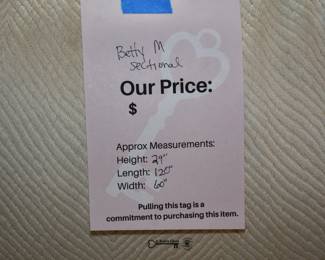 Betty M
sectional
Our Price:
$
Approx Measurements:
Height: 29"
Length: 120"
Width: 60"
Pulling this tag is a
commitment to purchasing this item.